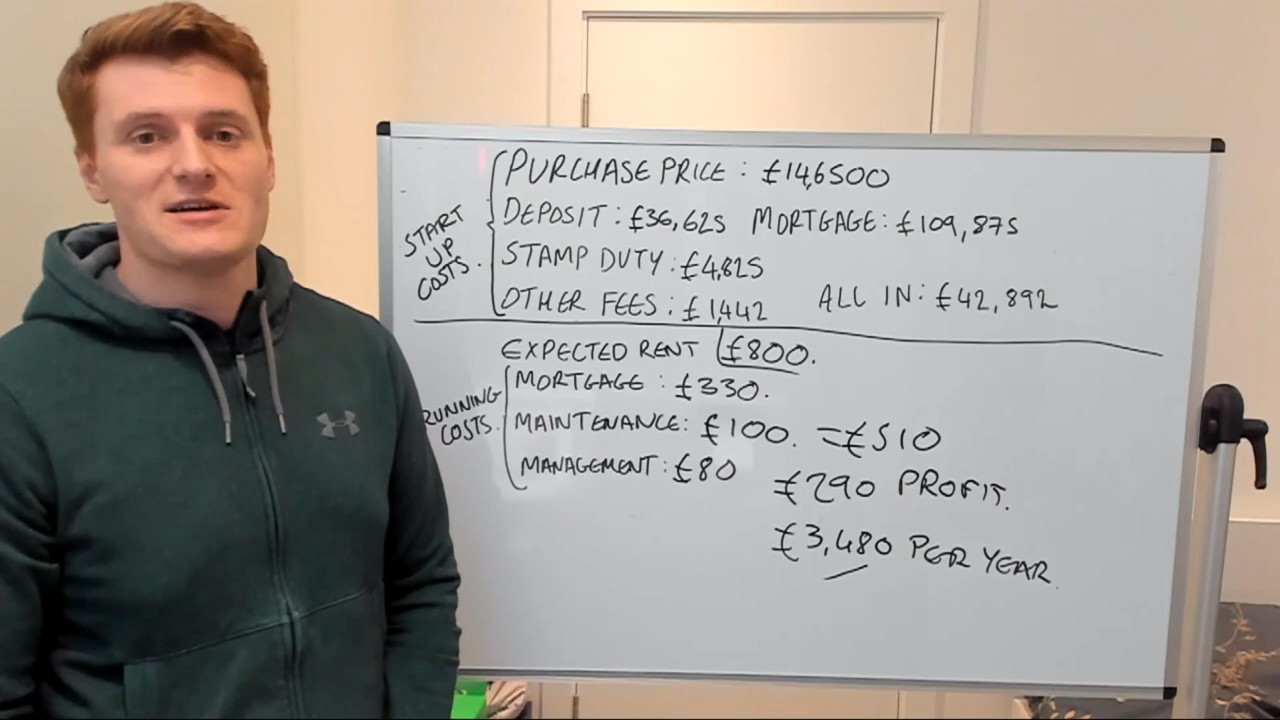 PURCHASE PRICE : £146500
DEPOSIT : £36,625 MORTGAGE : £109,875
START UP COSTS.
STAMP DUTY : £4,825
OTHER FEES : £1,442 ALL IN : £42,892
EXPECTED RENT £800.
MORTGAGE : £330.
RUNNING COSTS.
MAINTENANCE : £100. = £510
MANAGEMENT : £80
£290 PROFIT.
£3,480 PER YEAR.